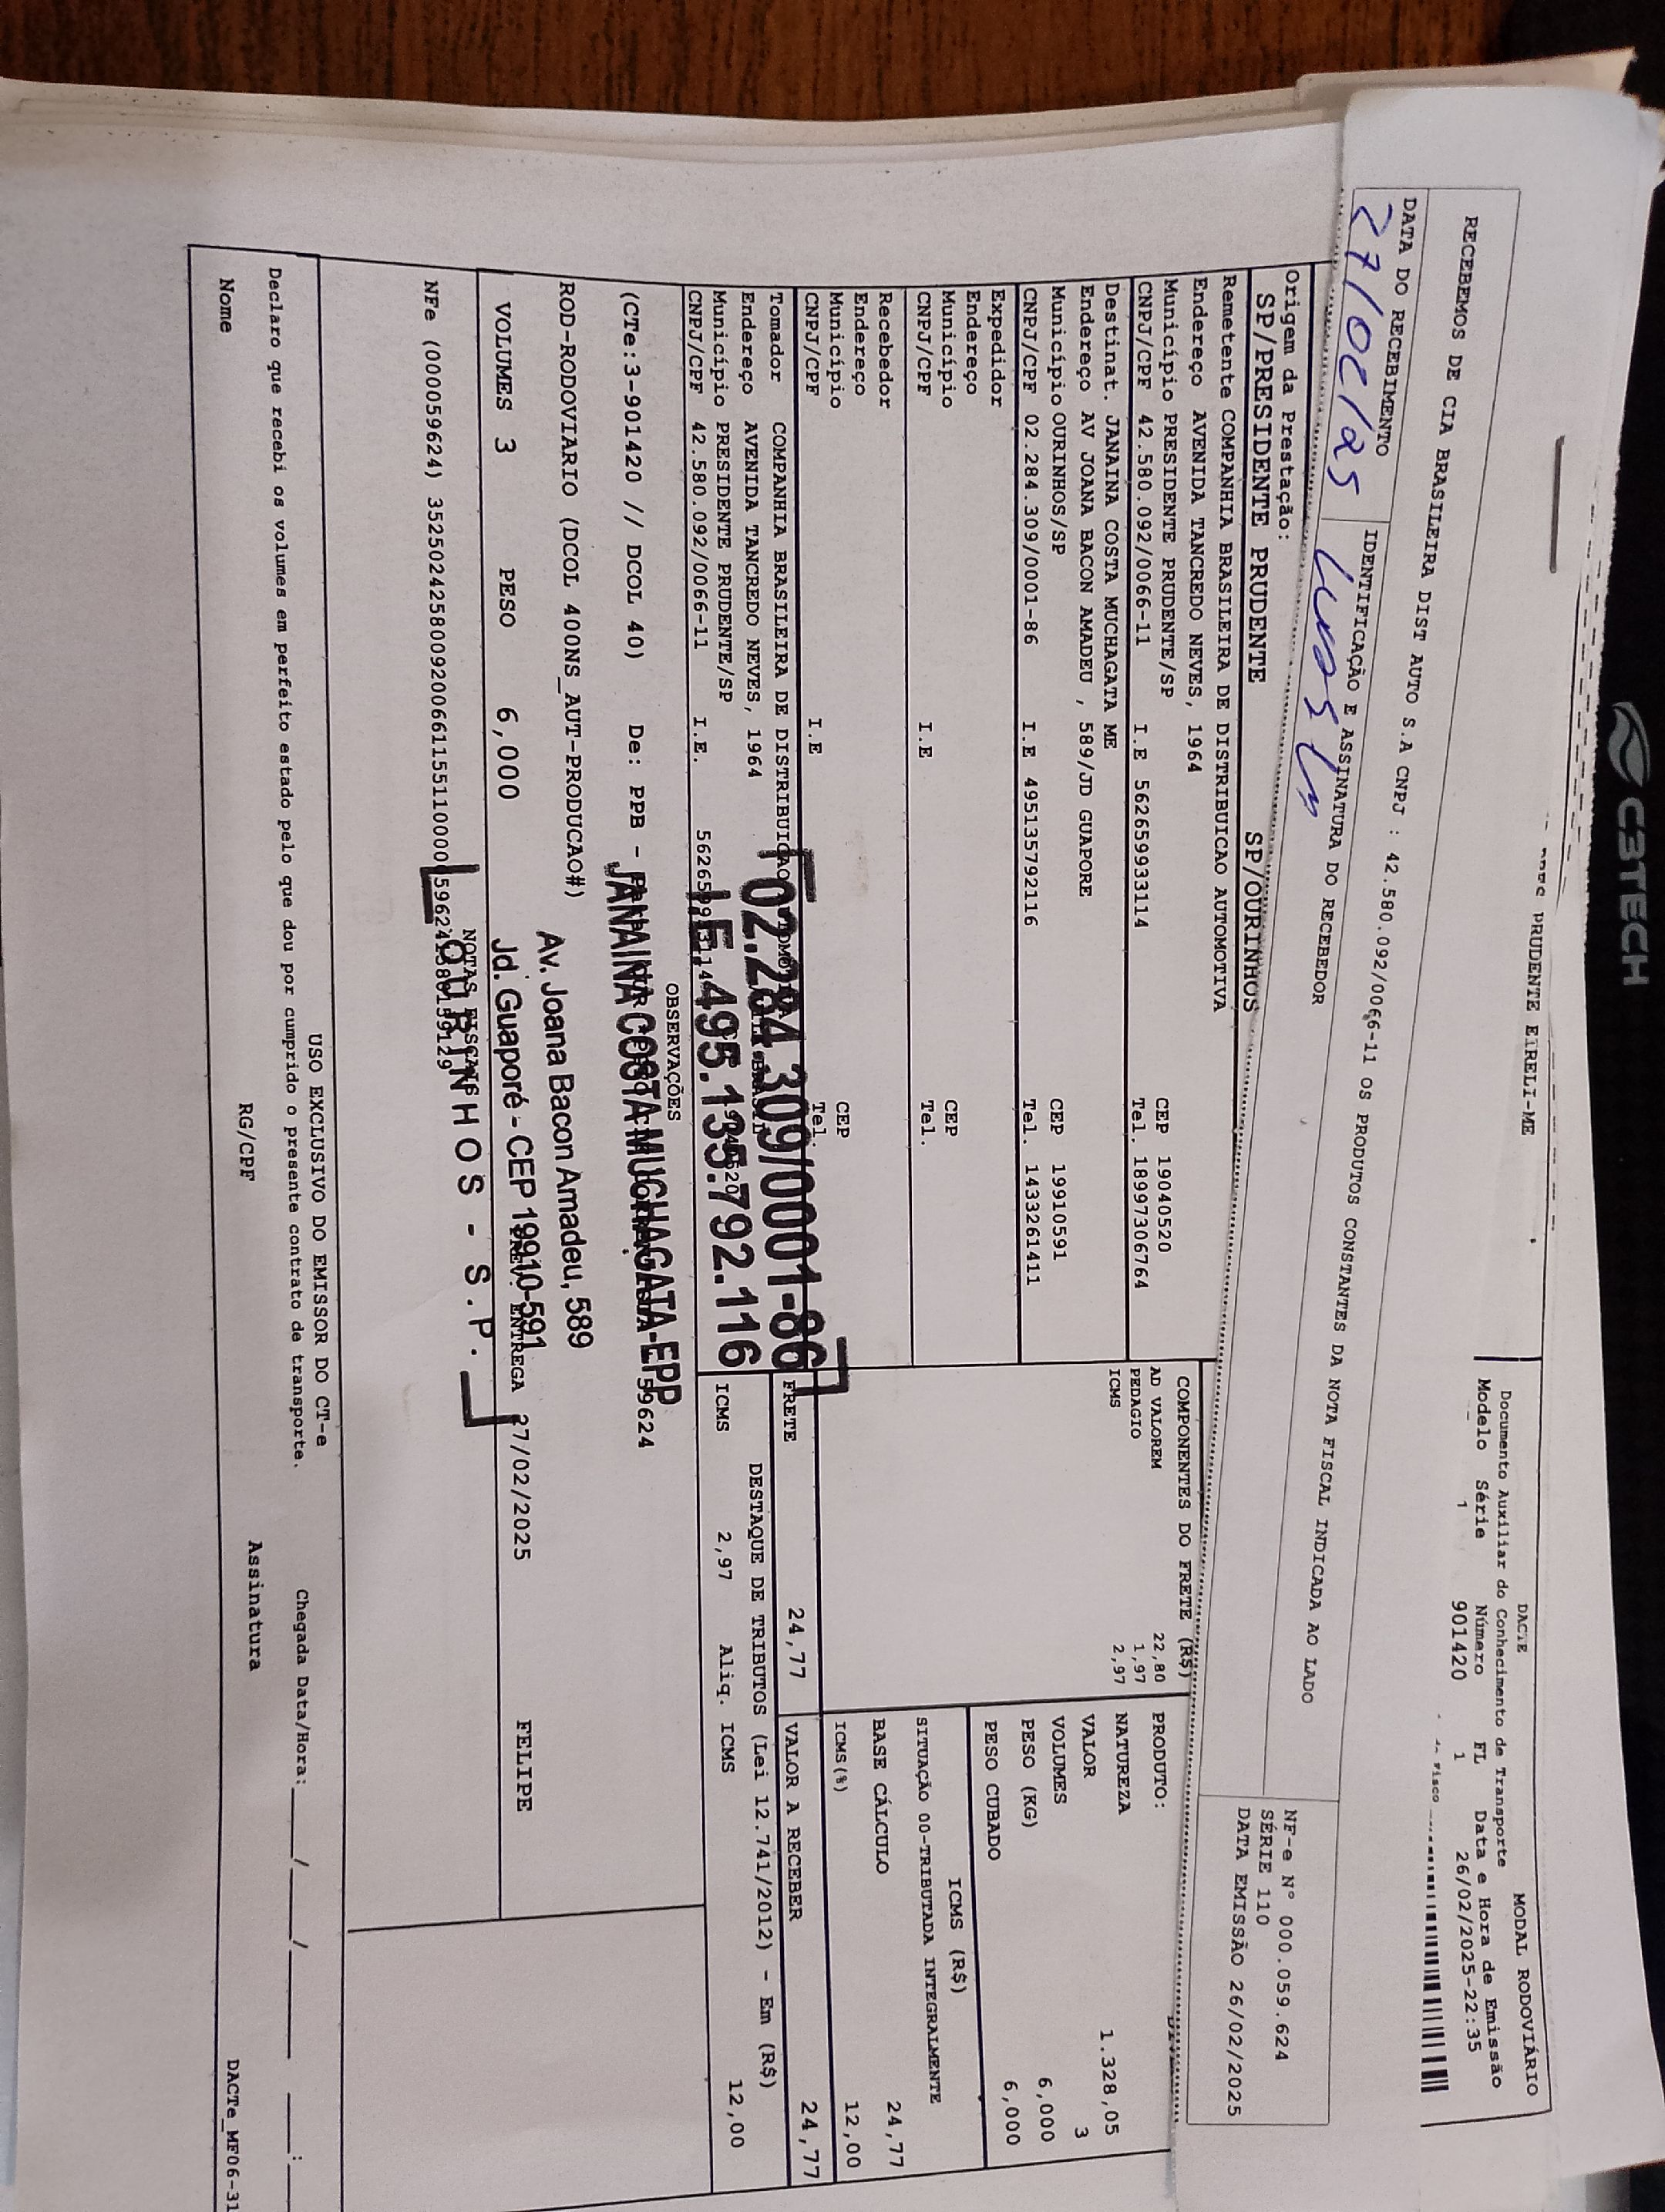 C3TECH
PRUDENTE EIRELI-ME
DACTE
MODAL RODOVIÁRIO
Documento Auxiliar do Conhecimento de Transporte
Modelo Série Número FL Data e Hora de Emissão
1 901420 1 26/02/2025-22:35
Fisco
RECEBEMOS DE CIA BRASILEIRA DIST AUTO S.A CNPJ : 42.580.092/0066-11 OS PRODUTOS CONSTANTES DA NOTA FISCAL INDICADA AO LADO
DATA DO RECEBIMENTO
IDENTIFICAÇÃO E ASSINATURA DO RECEBEDOR
NF-e Nº 000.059.624
SÉRIE 110
DATA EMISSÃO 26/02/2025
Origem da Prestação:
SP/PRESIDENTE PRUDENTE SP/OURINHOS
Remetente COMPANHIA BRASILEIRA DE DISTRIBUICAO AUTOMOTIVA
Endereço AVENIDA TANCREDO NEVES, 1964
Município PRESIDENTE PRUDENTE/SP CEP 19040520
CNPJ/CPF 42.580.092/0066-11 I.E 562659933114 Tel. 18997306764
Destinat. JANAINA COSTA MUCHAGATA ME
Endereço AV JOANA BACON AMADEU , 589/JD GUAPORE
Município OURINHOS/SP CEP 19910591
CNPJ/CPF 02.284.309/0001-86 I.E 495135792116 Tel. 1433261411
Expedidor
Endereço
Município CEP
CNPJ/CPF I.E Tel.
Recebedor
Endereço
Município CEP
CNPJ/CPF I.E Tel.
Tomador COMPANHIA BRASILEIRA DE DISTRIBUICAO
Endereço AVENIDA TANCREDO NEVES, 1964
Município PRESIDENTE PRUDENTE/SP
CNPJ/CPF 42.580.092/0066-11 I.E.
COMPONENTES DO FRETE (R$)
AD VALOREM 22,80
PEDAGIO 1,97
ICMS 2,97
PRODUTO:
NATUREZA
VALOR 1.328,05
VOLUMES 3
PESO (KG) 6,000
PESO CUBADO 6,000
ICMS (R$)
SITUAÇÃO 00-TRIBUTADA INTEGRALMENTE
BASE CÁLCULO 24,77
ICMS(%) 12,00
FRETE 24,77 VALOR A RECEBER 24,77
DESTAQUE DE TRIBUTOS (Lei 12.741/2012) - Em (R$)
ICMS 2,97 Aliq. ICMS 12,00
02.284.309/0001-86
I.E. 495.135.792.116
JANAINA COSTA MUCHAGATA-EPP
Av. Joana Bacon Amadeu, 589
Jd. Guaporé - CEP 19910-591
OURINHOS - S.P.
OBSERVAÇÕES
(CTe:3-901420 // DCOL 40) De: PPB - 59624
ROD-RODOVIARIO (DCOL 400NS_AUT-PRODUCAO#)
VOLUMES 3 PESO 6,000 PREV. ENTREGA 27/02/2025 FELIPE
NOTAS FISCAIS
NFe (000059624)
USO EXCLUSIVO DO EMISSOR DO CT-e
Declaro que recebi os volumes em perfeito estado pelo que dou por cumprido o presente contrato de transporte. Chegada Data/Hora:____/____/______ ___:__
Nome RG/CPF Assinatura
DACTe_MF06-31